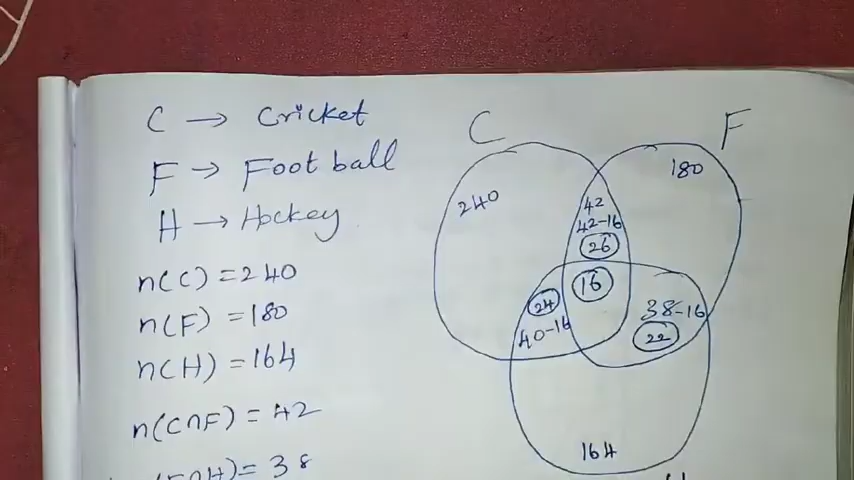 C → Cricket
F → Foot ball
H → Hockey
n(C) = 240
n(F) = 180
n(H) = 164
n(C∩F) = 42
(F∩H) = 38
C
F
240
180
42
42-16
26
16
24
40-16
38-16
22
164